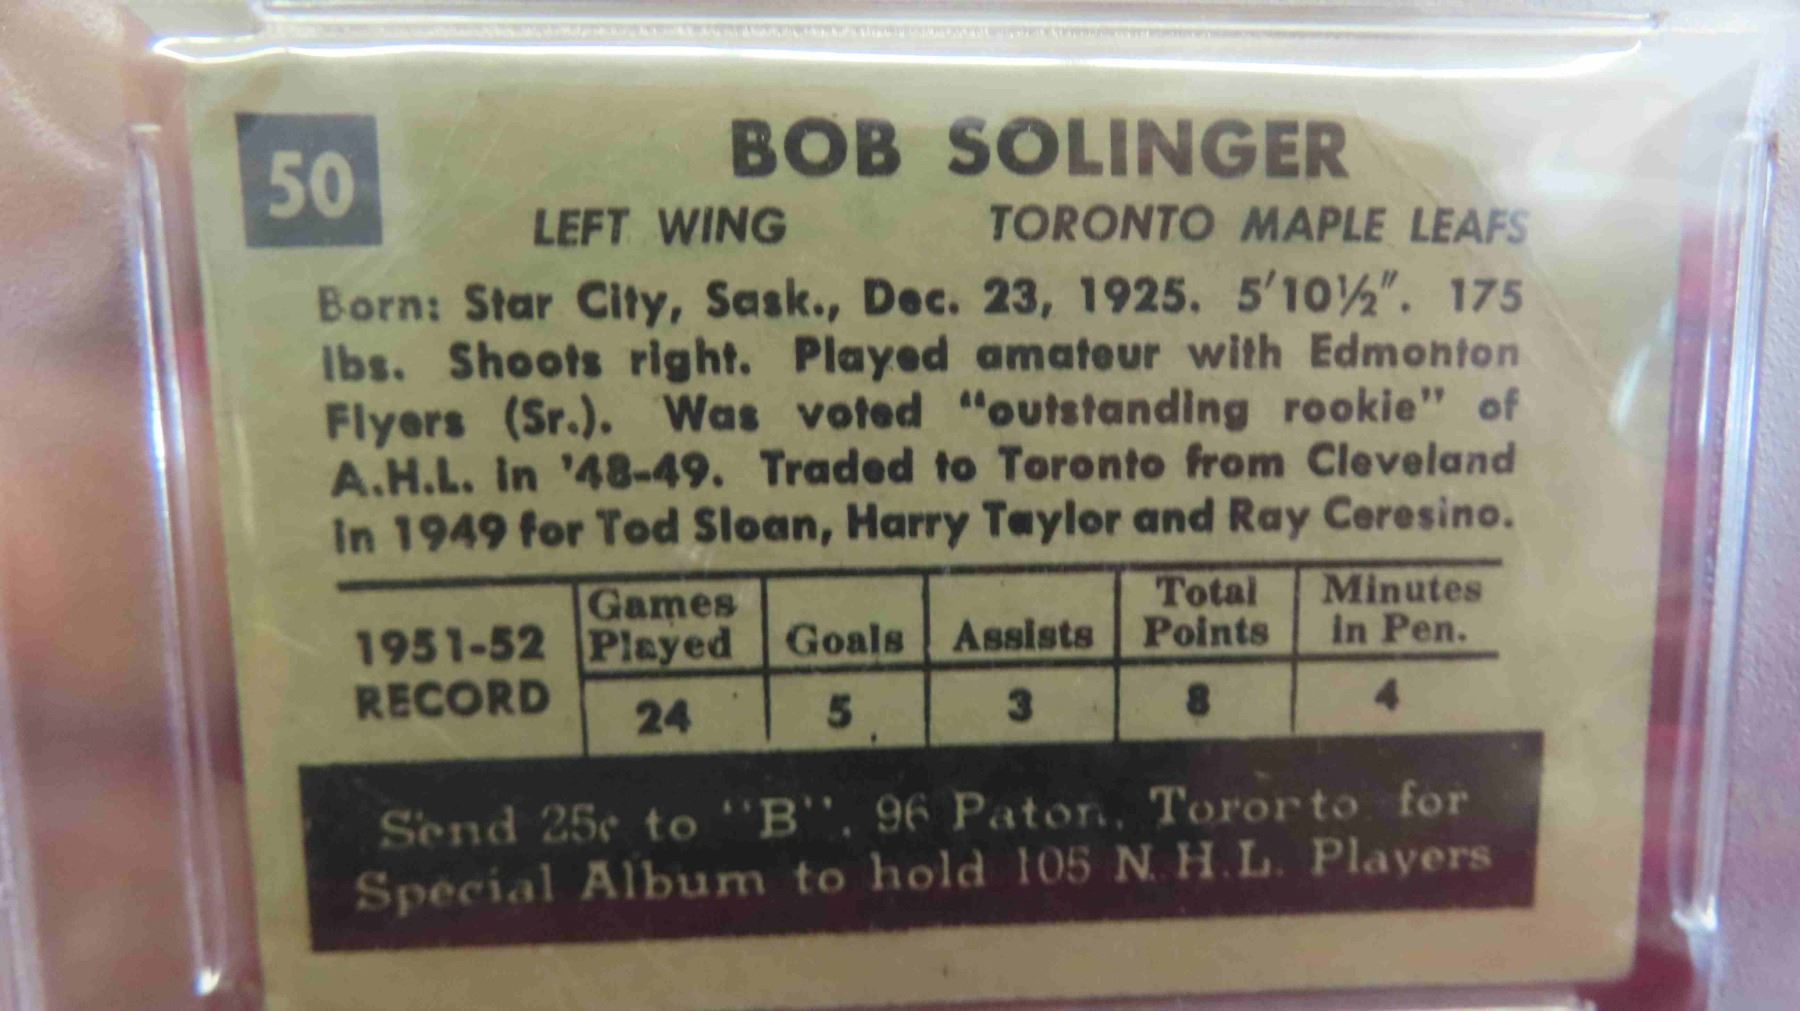 50
BOB SOLINGER
LEFT WING TORONTO MAPLE LEAFS
Born: Star City, Sask., Dec. 23, 1925. 5'10½". 175
lbs. Shoots right. Played amateur with Edmonton
Flyers (Sr.). Was voted "outstanding rookie" of
A.H.L. in '48-49. Traded to Toronto from Cleveland
in 1949 for Tod Sloan, Harry Taylor and Ray Ceresino.
1951-52 RECORD
Games Played
Goals
Assists
Total Points
Minutes in Pen.
24 5 3 8 4
Send 25c to "B". 96 Paton, Toronto for
Special Album to hold 105 N.H.L. Players